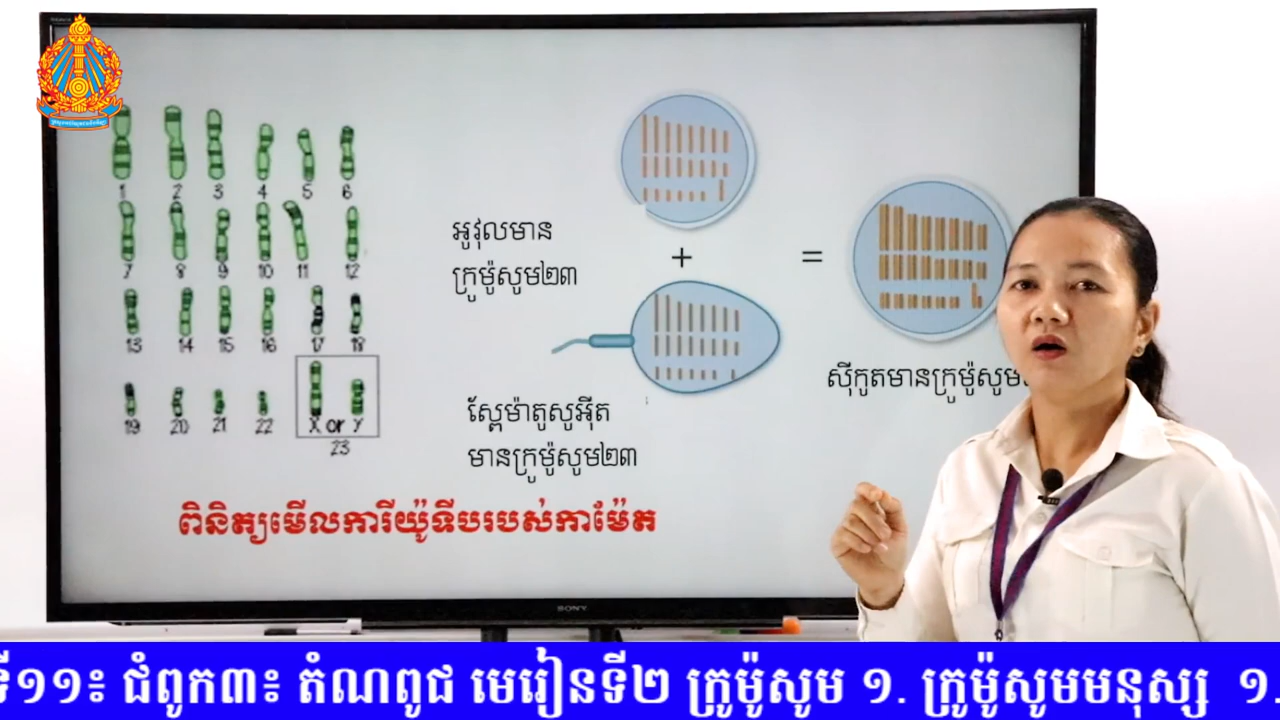 SONY
1 2 3 4 5 6
7 8 9 10 11 12
13 14 15 16 17 18
19 20 21 22 X or Y
23
អូវុលមាន
ក្រូម៉ូសូម២៣
+
=
ស្ពែម៉ាតូសូអ៊ីត
មានក្រូម៉ូសូម២៣
ស៊ីកូតមានក្រូម៉ូសូម
ពិនិត្យមើលការីយ៉ូទីបរបស់កាម៉ែត
SONY
ទី១១៖ ជំពូក៣៖ តំណពូជ មេរៀនទី២ ក្រូម៉ូសូម ១. ក្រូម៉ូសូមមនុស្ស ១.